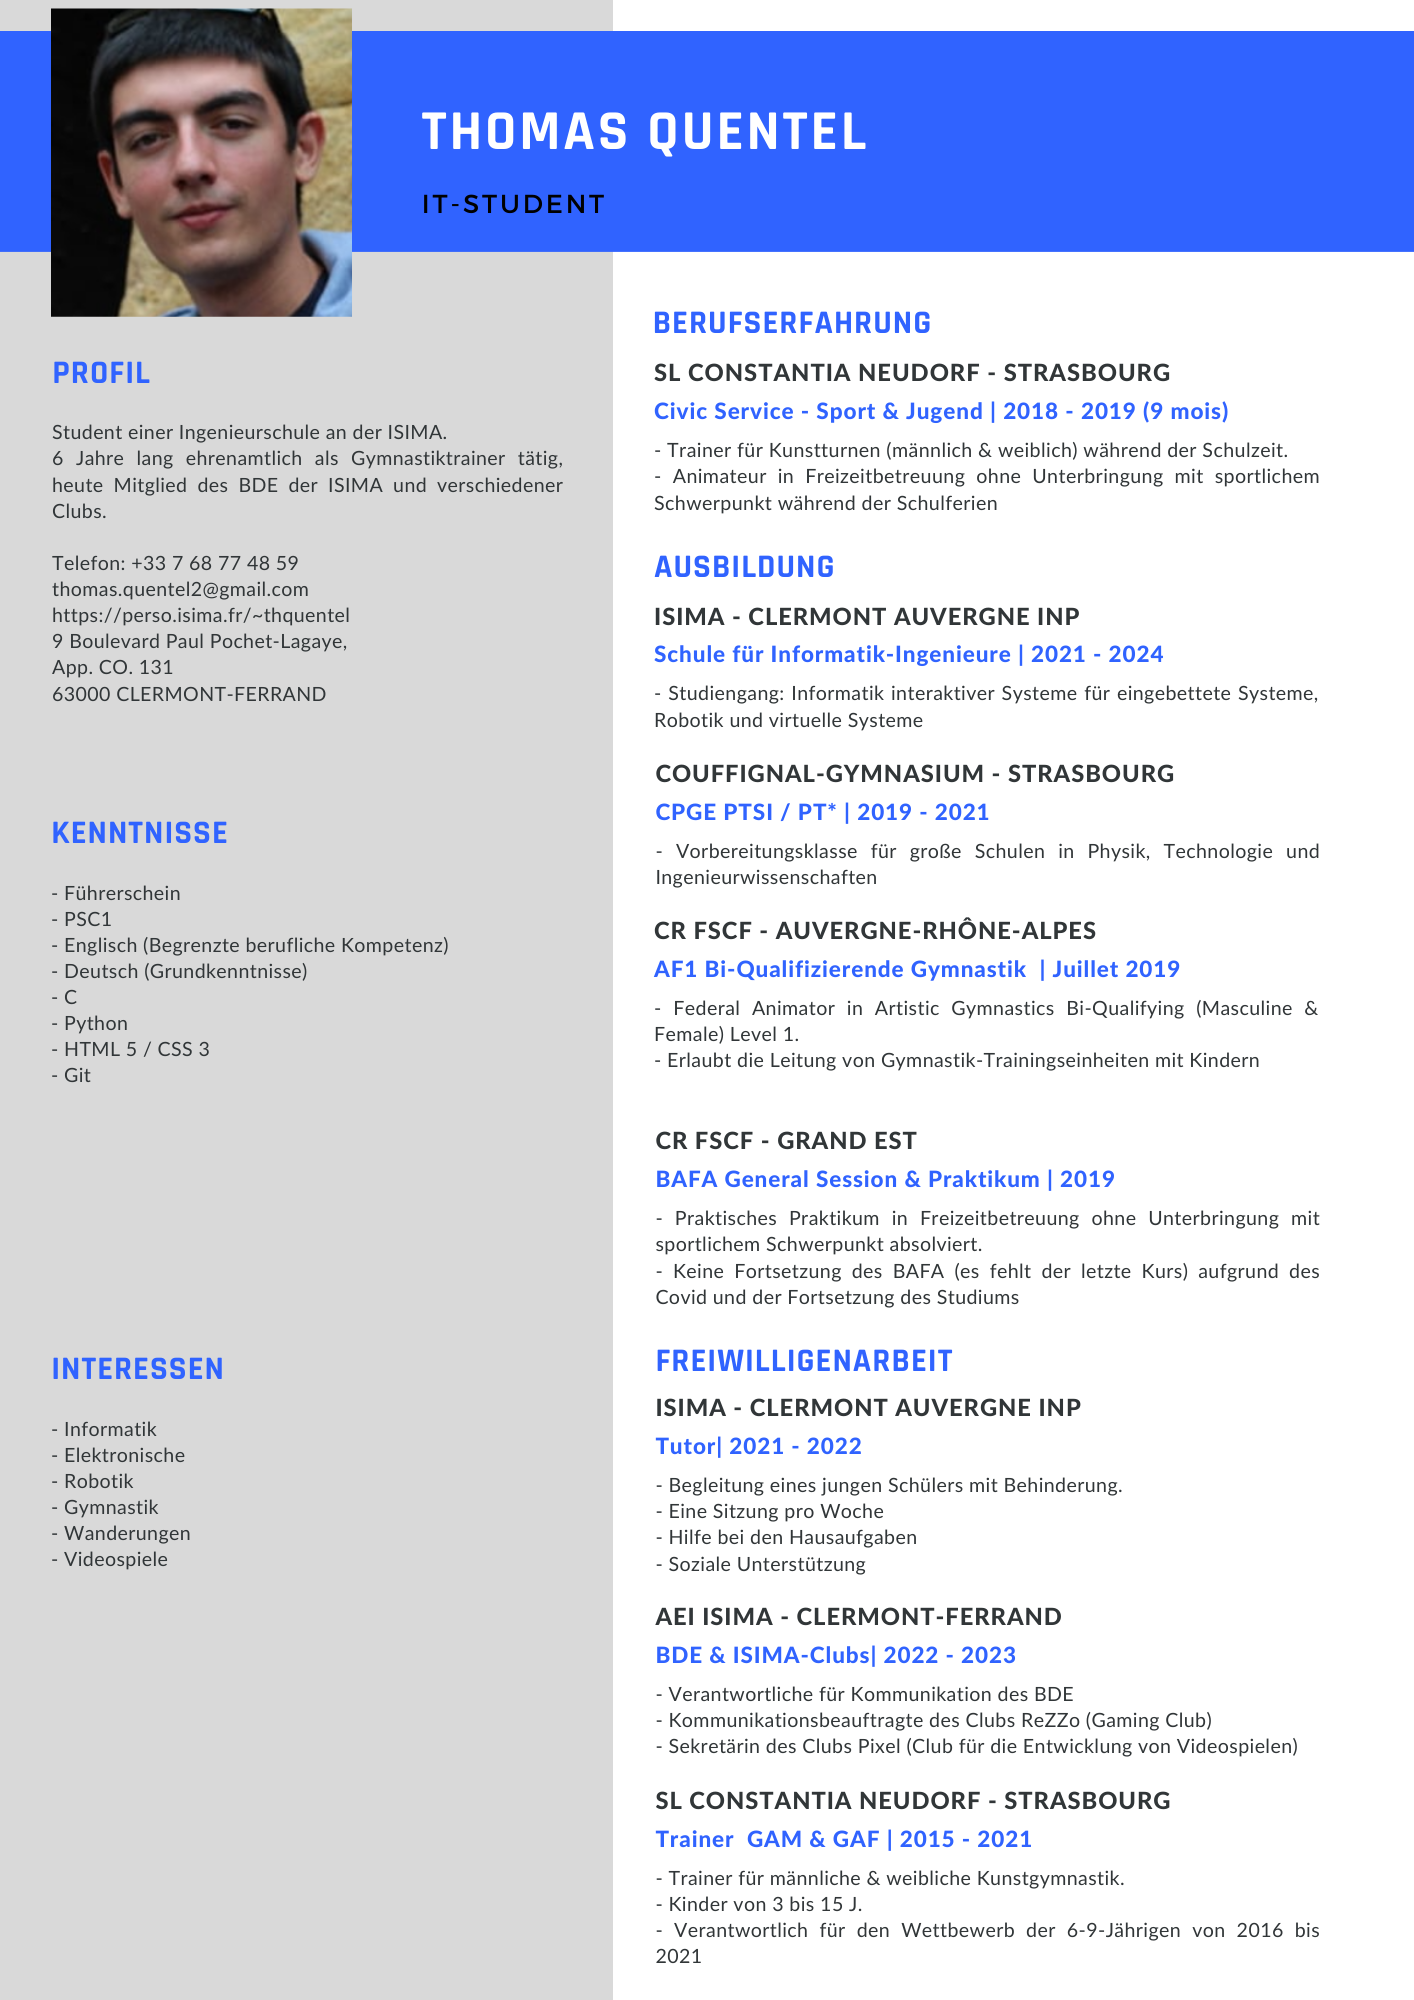 THOMAS QUENTEL
IT-STUDENT
PROFIL
Student einer Ingenieurschule an der ISIMA.
6 Jahre lang ehrenamtlich als Gymnastiktrainer tätig,
heute Mitglied des BDE der ISIMA und verschiedener
Clubs.
Telefon: +33 7 68 77 48 59
thomas.quentel2@gmail.com
https://perso.isima.fr/~thquentel
9 Boulevard Paul Pochet-Lagaye,
App. CO. 131
63000 CLERMONT-FERRAND
KENNTNISSE
- Führerschein
- PSC1
- Englisch (Begrenzte berufliche Kompetenz)
- Deutsch (Grundkenntnisse)
- C
- Python
- HTML 5 / CSS 3
- Git
INTERESSEN
- Informatik
- Elektronische
- Robotik
- Gymnastik
- Wanderungen
- Videospiele
BERUFSERFAHRUNG
SL CONSTANTIA NEUDORF - STRASBOURG
Civic Service - Sport & Jugend | 2018 - 2019 (9 mois)
- Trainer für Kunstturnen (männlich & weiblich) während der Schulzeit.
- Animateur in Freizeitbetreuung ohne Unterbringung mit sportlichem
Schwerpunkt während der Schulferien
AUSBILDUNG
ISIMA - CLERMONT AUVERGNE INP
Schule für Informatik-Ingenieure | 2021 - 2024
- Studiengang: Informatik interaktiver Systeme für eingebettete Systeme,
Robotik und virtuelle Systeme
COUFFIGNAL-GYMNASIUM - STRASBOURG
CPGE PTSI / PT* | 2019 - 2021
- Vorbereitungsklasse für große Schulen in Physik, Technologie und
Ingenieurwissenschaften
CR FSCF - AUVERGNE-RHÔNE-ALPES
AF1 Bi-Qualifizierende Gymnastik | Juillet 2019
- Federal Animator in Artistic Gymnastics Bi-Qualifying (Masculine &
Female) Level 1.
- Erlaubt die Leitung von Gymnastik-Trainingseinheiten mit Kindern
CR FSCF - GRAND EST
BAFA General Session & Praktikum | 2019
- Praktisches Praktikum in Freizeitbetreuung ohne Unterbringung mit
sportlichem Schwerpunkt absolviert.
- Keine Fortsetzung des BAFA (es fehlt der letzte Kurs) aufgrund des
Covid und der Fortsetzung des Studiums
FREIWILLIGENARBEIT
ISIMA - CLERMONT AUVERGNE INP
Tutor| 2021 - 2022
- Begleitung eines jungen Schülers mit Behinderung.
- Eine Sitzung pro Woche
- Hilfe bei den Hausaufgaben
- Soziale Unterstützung
AEI ISIMA - CLERMONT-FERRAND
BDE & ISIMA-Clubs| 2022 - 2023
- Verantwortliche für Kommunikation des BDE
- Kommunikationsbeauftragte des Clubs ReZZo (Gaming Club)
- Sekretärin des Clubs Pixel (Club für die Entwicklung von Videospielen)
SL CONSTANTIA NEUDORF - STRASBOURG
Trainer GAM & GAF | 2015 - 2021
- Trainer für männliche & weibliche Kunstgymnastik.
- Kinder von 3 bis 15 J.
- Verantwortlich für den Wettbewerb der 6-9-Jährigen von 2016 bis
2021